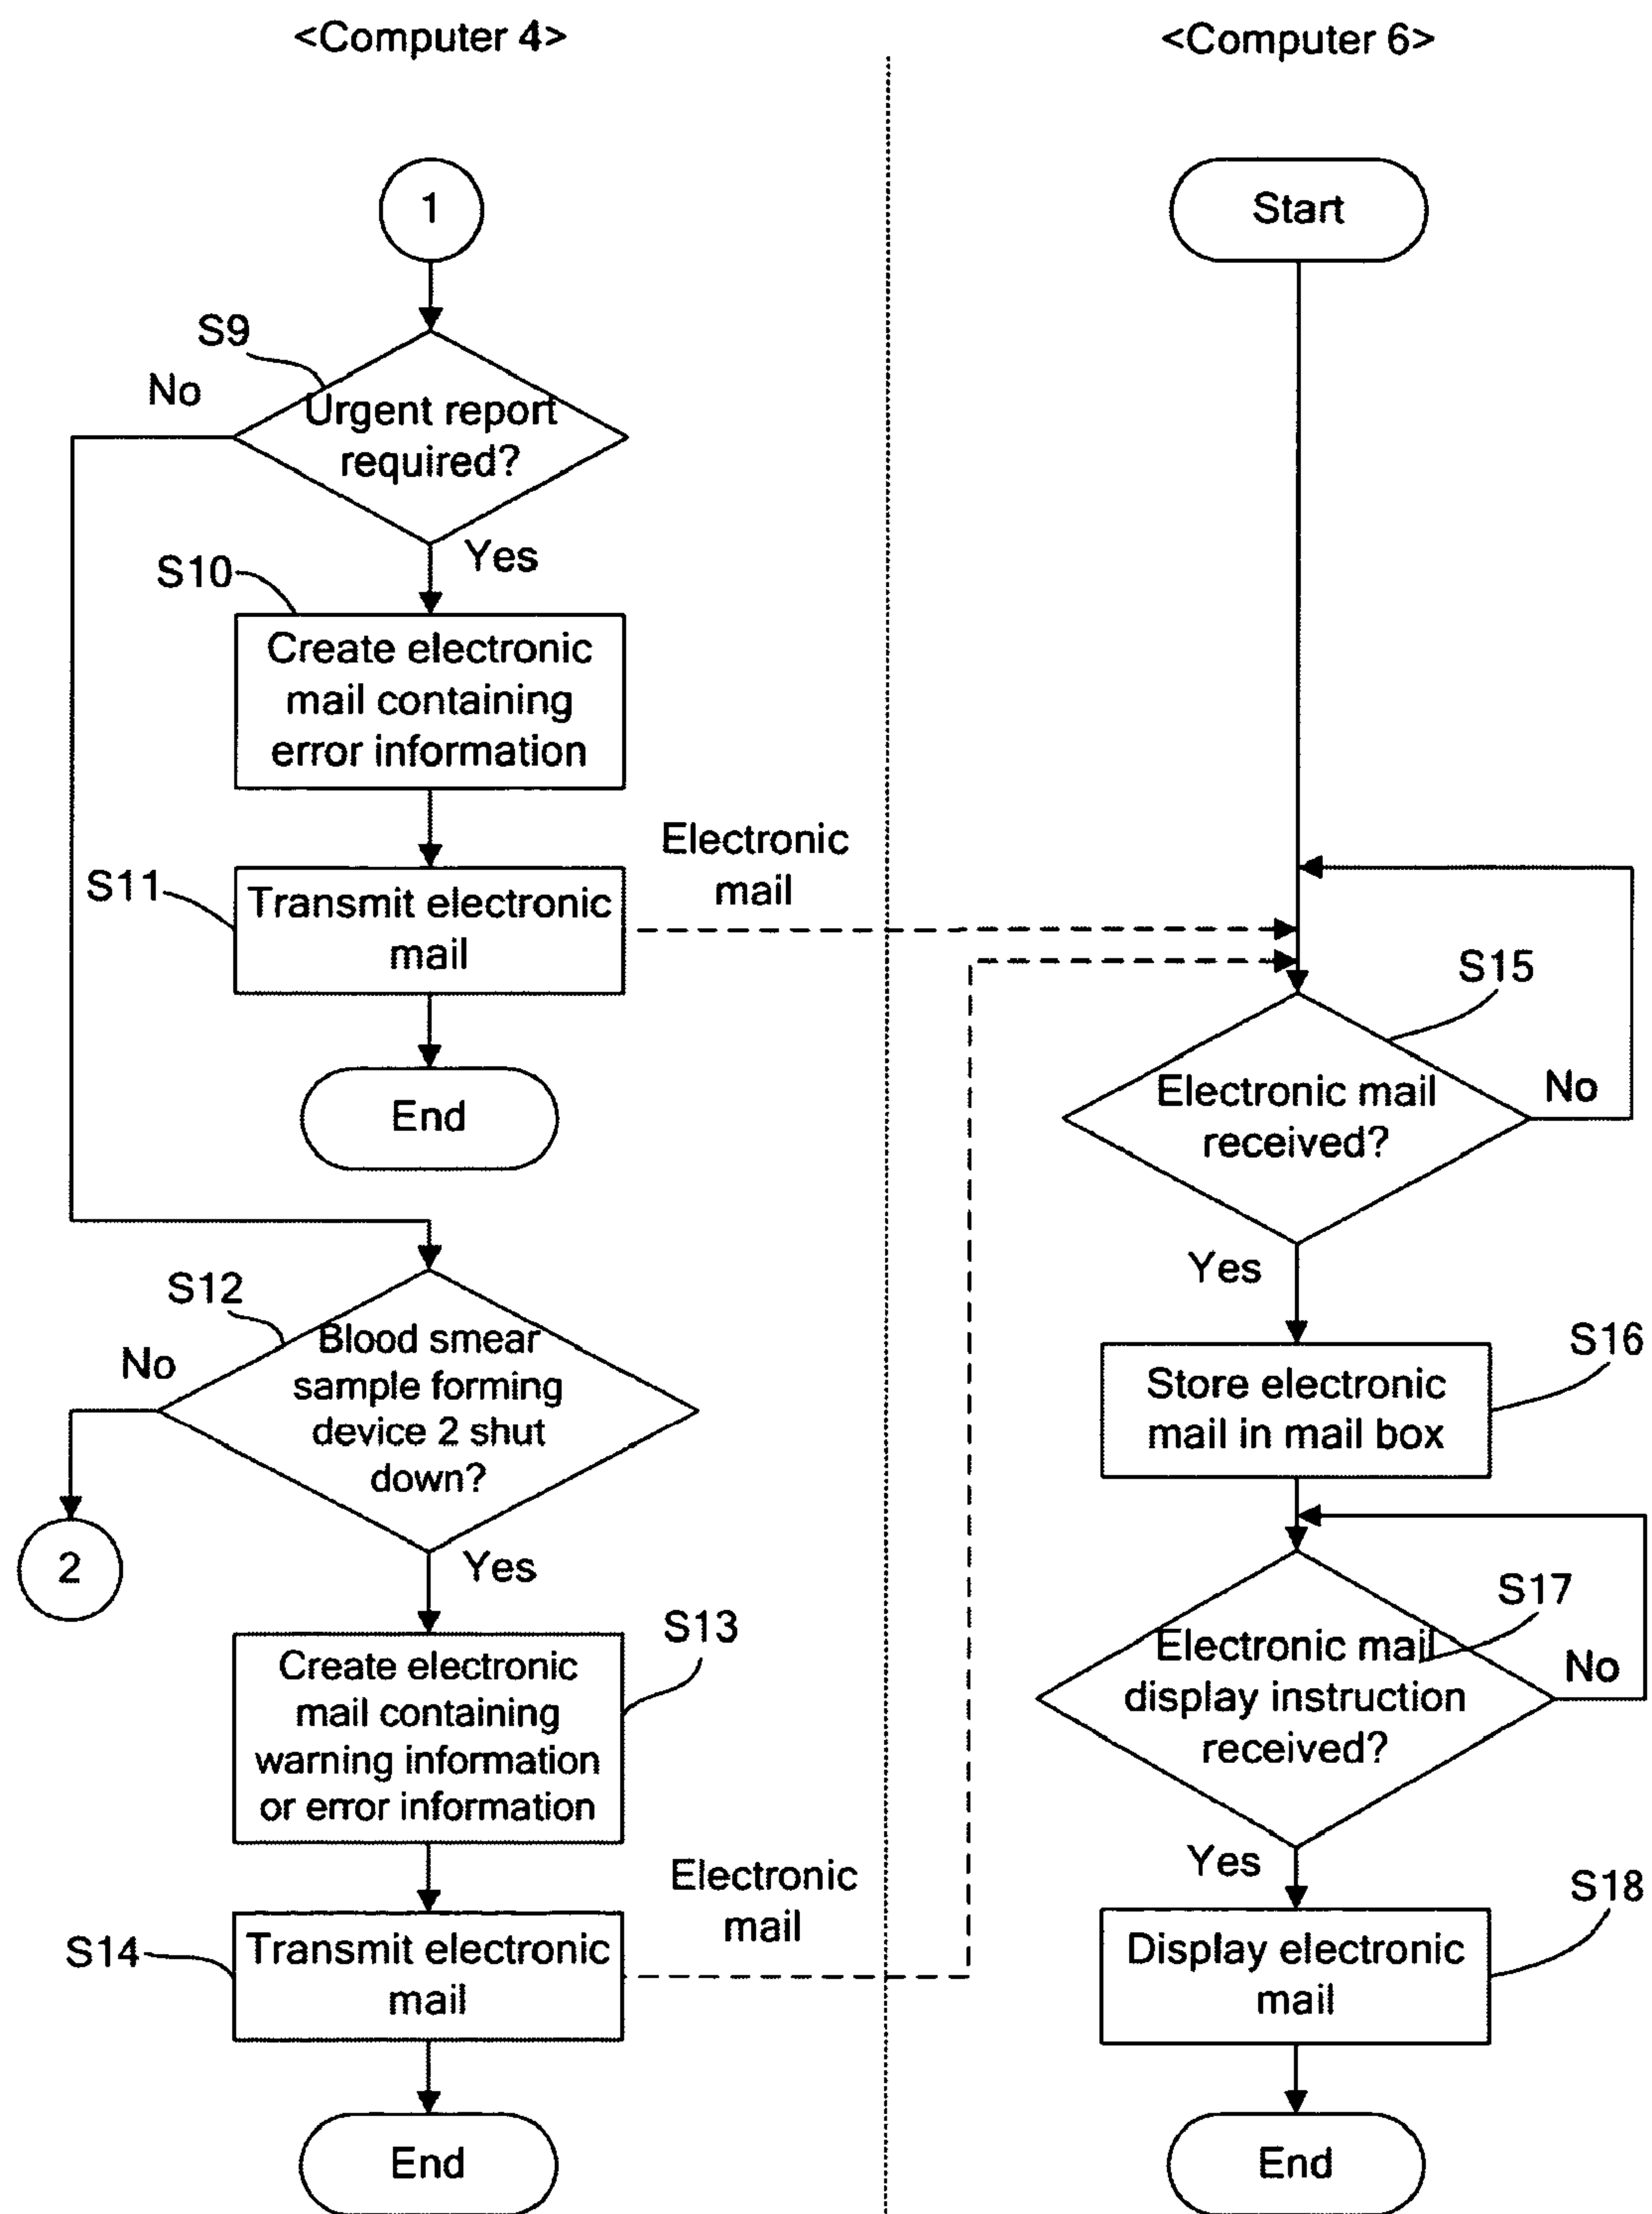 <Computer 4>
1
S9
No
Urgent report
required?
Yes
S10
Create electronic
mail containing
error information
S11
Transmit electronic
mail
Electronic
mail
End
S12
No
Blood smear
sample forming
device 2 shut
down?
2
Yes
S13
Create electronic
mail containing
warning information
or error information
S14
Transmit electronic
mail
Electronic
mail
End
<Computer 6>
Start
S15
Electronic mail
received?
No
Yes
S16
Store electronic
mail in mail box
S17
Electronic mail
display instruction
received?
No
Yes
S18
Display electronic
mail
End